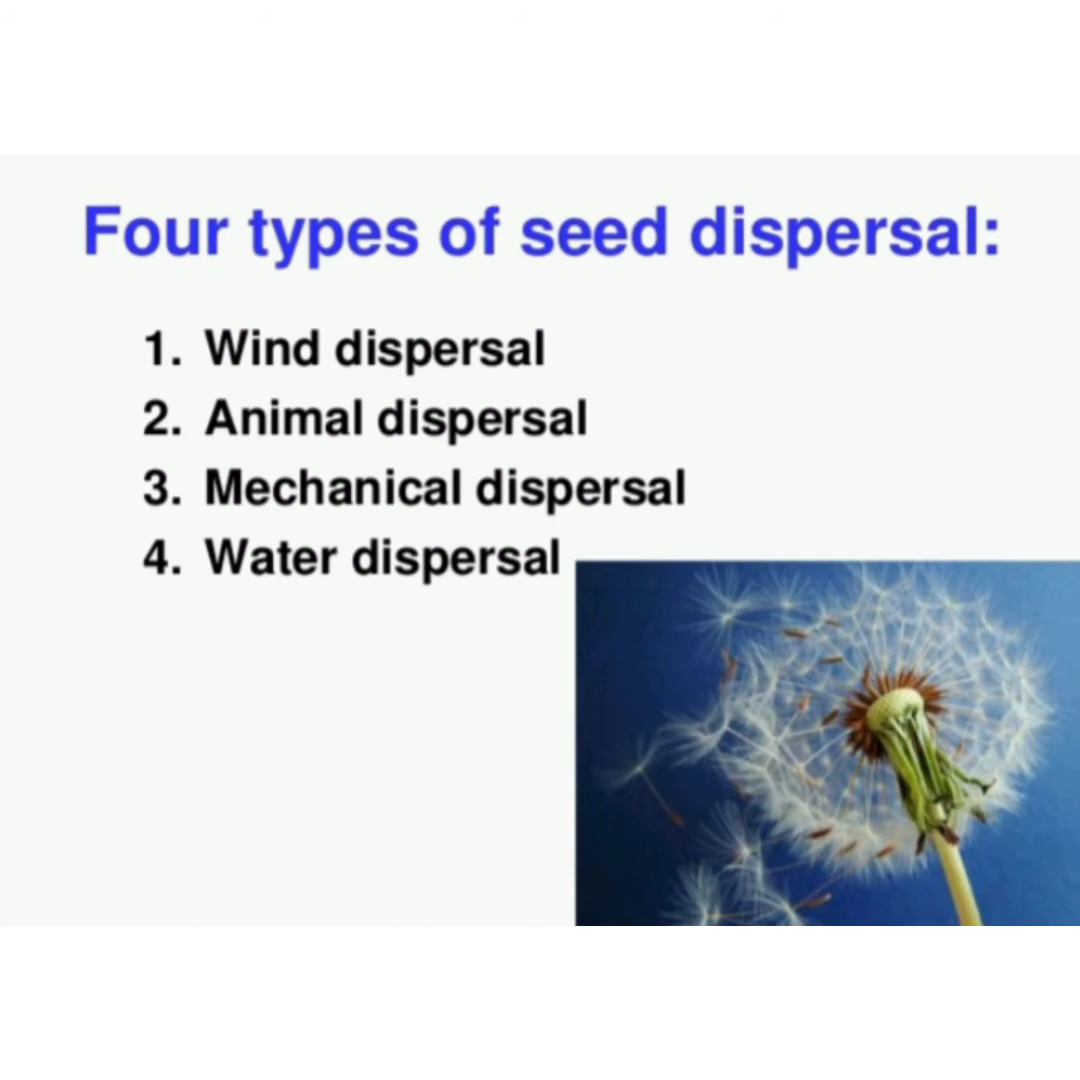 Four types of seed dispersal:
1. Wind dispersal
2. Animal dispersal
3. Mechanical dispersal
4. Water dispersal